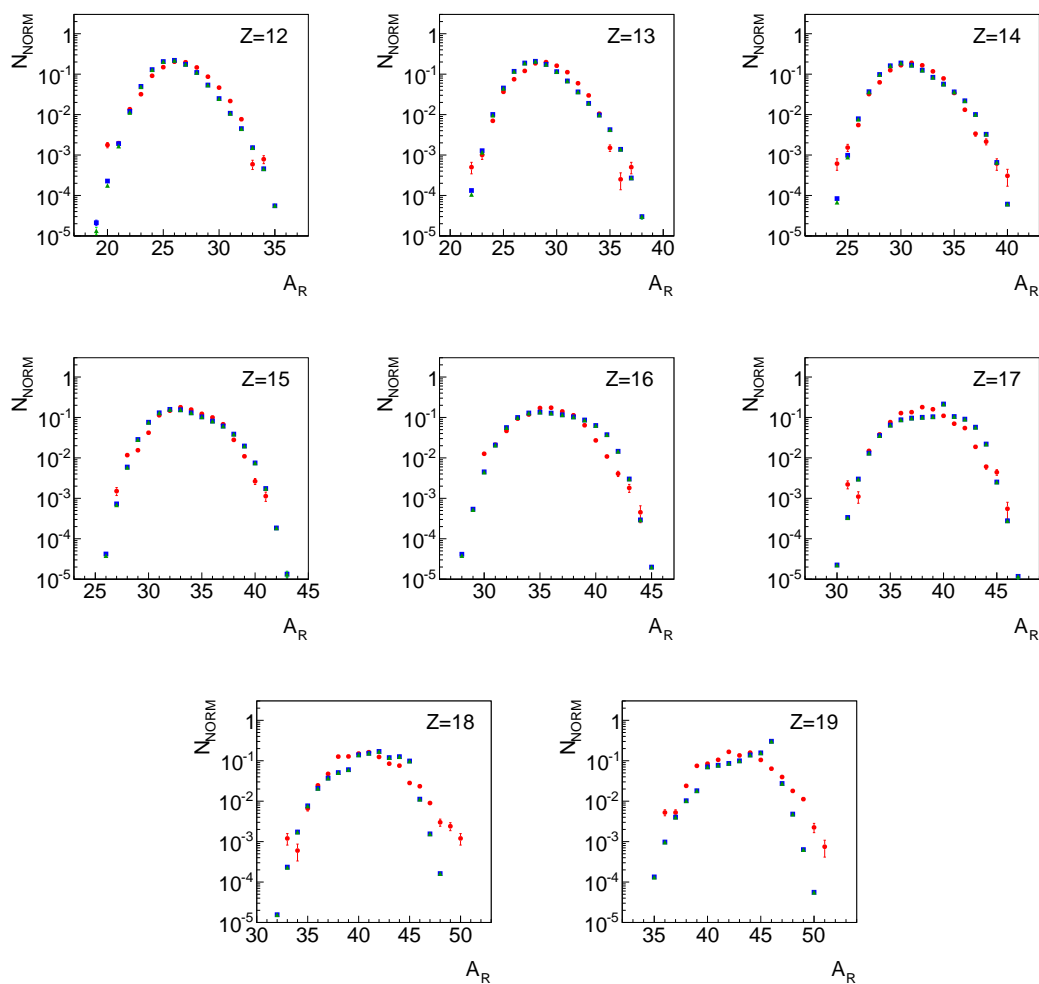 N_NORM
Z=12
1
10^-1
10^-2
10^-3
10^-4
10^-5
20 25 30 35
A_R
N_NORM
Z=13
1
10^-1
10^-2
10^-3
10^-4
10^-5
20 25 30 35 40
A_R
N_NORM
Z=14
1
10^-1
10^-2
10^-3
10^-4
10^-5
25 30 35 40
A_R
N_NORM
Z=15
1
10^-1
10^-2
10^-3
10^-4
10^-5
25 30 35 40 45
A_R
N_NORM
Z=16
1
10^-1
10^-2
10^-3
10^-4
10^-5
30 35 40 45
A_R
N_NORM
Z=17
1
10^-1
10^-2
10^-3
10^-4
10^-5
30 35 40 45
A_R
N_NORM
Z=18
1
10^-1
10^-2
10^-3
10^-4
10^-5
30 35 40 45 50
A_R
N_NORM
Z=19
1
10^-1
10^-2
10^-3
10^-4
10^-5
35 40 45 50
A_R